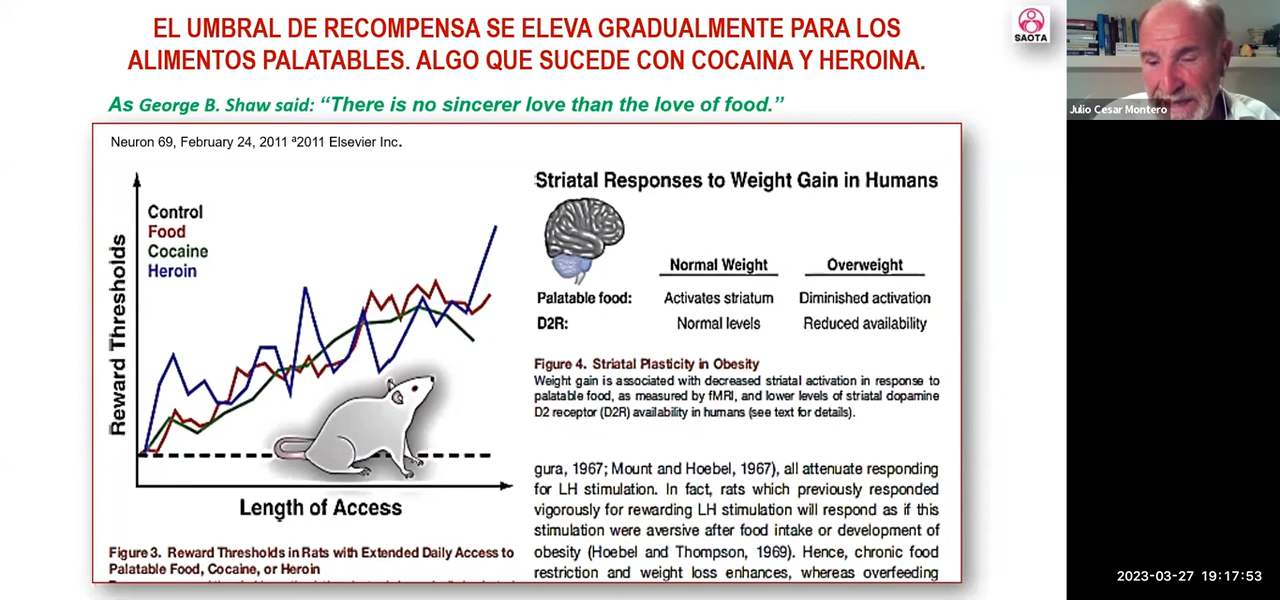 EL UMBRAL DE RECOMPENSA SE ELEVA GRADUALMENTE PARA LOS
ALIMENTOS PALATABLES. ALGO QUE SUCEDE CON COCAINA Y HEROINA.
SAOTA
Julio Cesar Montero
As George B. Shaw said: “There is no sincerer love than the love of food.”
Neuron 69, February 24, 2011 ª2011 Elsevier Inc.
Reward Thresholds
Control
Food
Cocaine
Heroin
Length of Access
Figure 3. Reward Thresholds in Rats with Extended Daily Access to
Palatable Food, Cocaine, or Heroin
Striatal Responses to Weight Gain in Humans
Normal Weight Overweight
Palatable food: Activates striatum Diminished activation
D2R: Normal levels Reduced availability
Figure 4. Striatal Plasticity in Obesity
Weight gain is associated with decreased striatal activation in response to
palatable food, as measured by fMRI, and lower levels of striatal dopamine
D2 receptor (D2R) availability in humans (see text for details).
gura, 1967; Mount and Hoebel, 1967), all attenuate responding
for LH stimulation. In fact, rats which previously responded
vigorously for rewarding LH stimulation will respond as if this
stimulation were aversive after food intake or development of
obesity (Hoebel and Thompson, 1969). Hence, chronic food
restriction and weight loss enhances, whereas overfeeding
2023-03-27 19:17:53